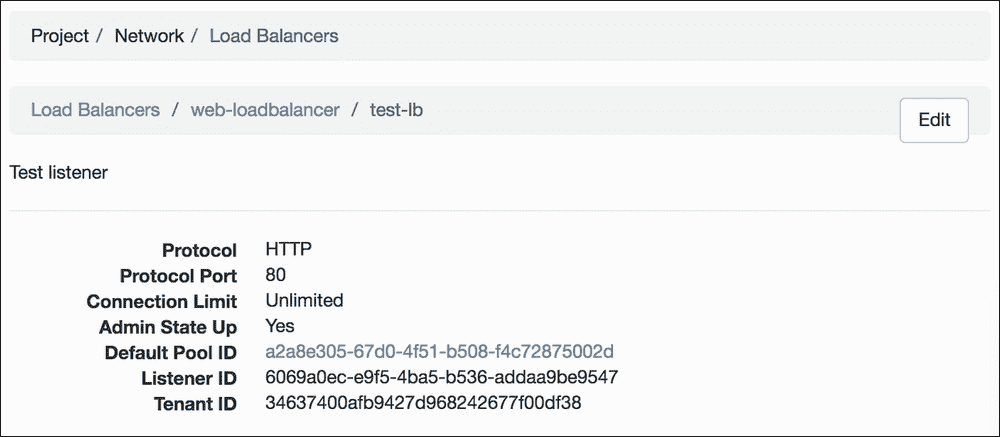 Project / Network / Load Balancers
Load Balancers / web-loadbalancer / test-lb
Edit
Test listener
Protocol HTTP
Protocol Port 80
Connection Limit Unlimited
Admin State Up Yes
Default Pool ID a2a8e305-67d0-4f51-b508-f4c72875002d
Listener ID 6069a0ec-e9f5-4ba5-b536-addaa9be9547
Tenant ID 34637400afb9427d968242677f00df38